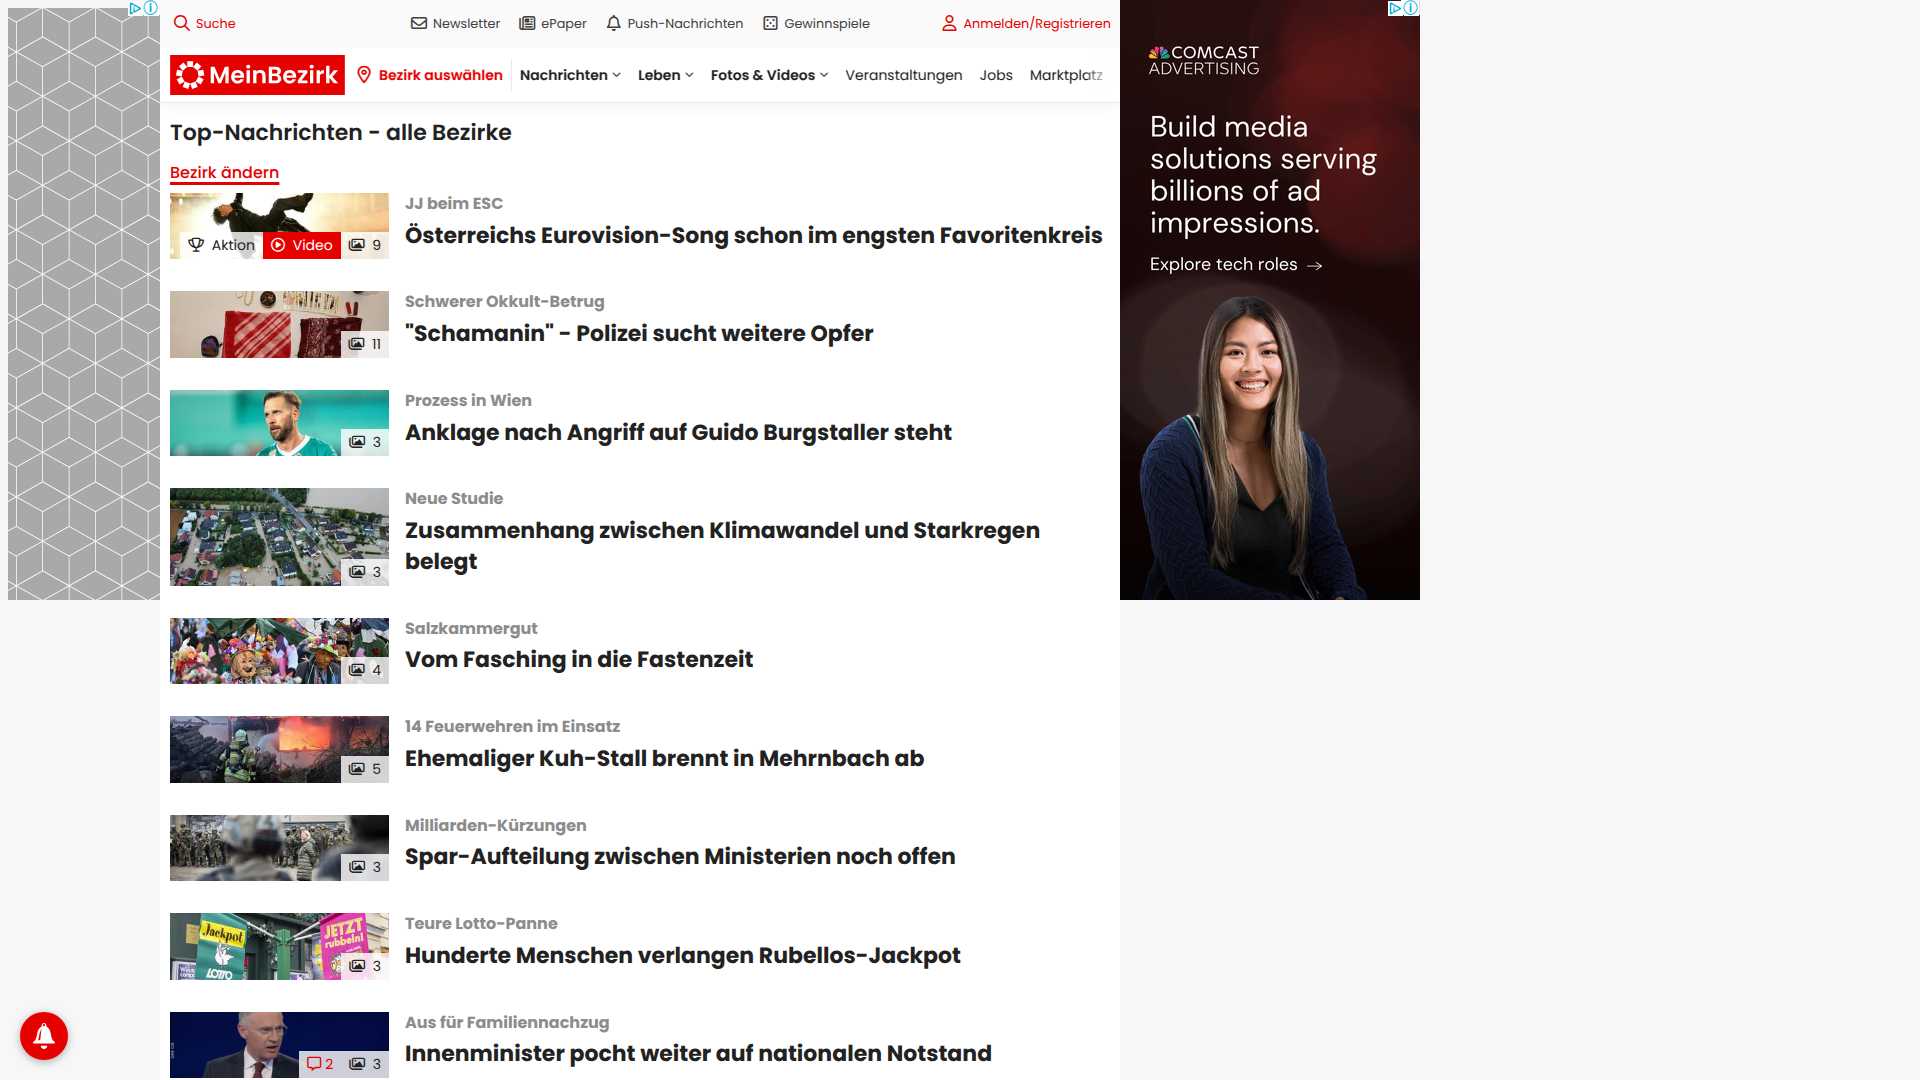 Suche
Newsletter
ePaper
Push-Nachrichten
Gewinnspiele
Anmelden/Registrieren
MeinBezirk
Bezirk auswählen
Nachrichten
Leben
Fotos & Videos
Veranstaltungen
Jobs
Marktplatz
Top-Nachrichten - alle Bezirke
Bezirk ändern
Aktion
Video
9
JJ beim ESC
Österreichs Eurovision-Song schon im engsten Favoritenkreis
11
Schwerer Okkult-Betrug
"Schamanin" - Polizei sucht weitere Opfer
3
Prozess in Wien
Anklage nach Angriff auf Guido Burgstaller steht
3
Neue Studie
Zusammenhang zwischen Klimawandel und Starkregen
belegt
4
Salzkammergut
Vom Fasching in die Fastenzeit
5
14 Feuerwehren im Einsatz
Ehemaliger Kuh-Stall brennt in Mehrnbach ab
3
Milliarden-Kürzungen
Spar-Aufteilung zwischen Ministerien noch offen
Jackpot
LOTTO
JETZT
rubbeln!
3
Teure Lotto-Panne
Hunderte Menschen verlangen Rubellos-Jackpot
2
3
Aus für Familiennachzug
Innenminister pocht weiter auf nationalen Notstand
COMCAST
ADVERTISING
Build media
solutions serving
billions of ad
impressions.
Explore tech roles →